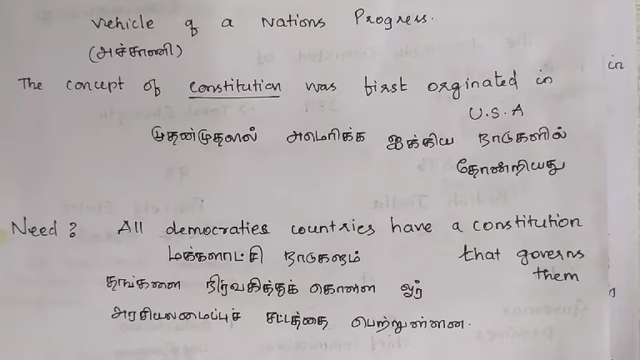 vehicle of a Nations Progress.
(அச்சாணி)
The concept of constitution was first orginated in
U.S.A
முதன்முதலில் அமெரிக்க ஐக்கிய நாடுகளில்
தோன்றியது
Need? All democraties countries have a constitution
மக்களாட்சி நாடுகளும் that governs
them
தங்களை நிர்வகித்துக் கொள்ள ஓர்
அரசியலமைப்புச் சட்டத்தை பெற்றுள்ளன.
in